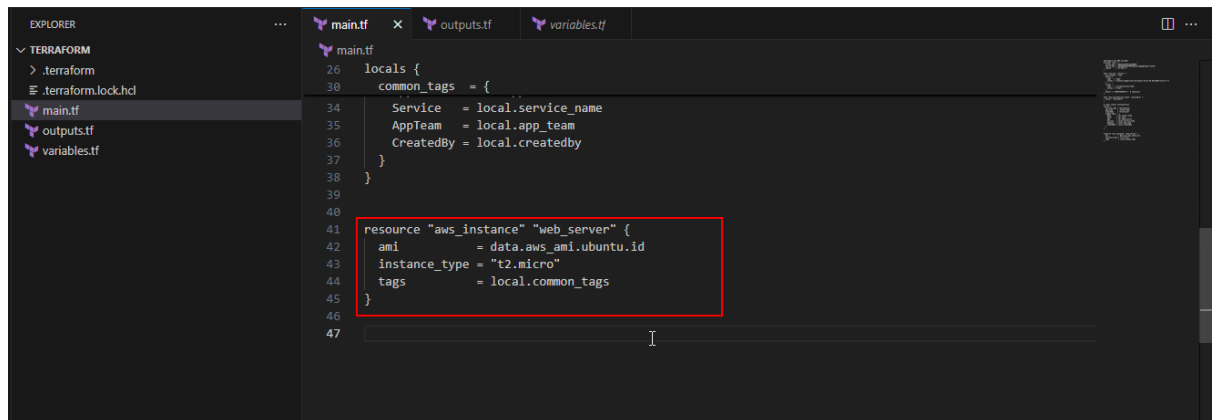 EXPLORER
TERRAFORM
.terraform
.terraform.lock.hcl
main.tf
outputs.tf
variables.tf
main.tf
outputs.tf
variables.tf
main.tf
26 locals {
30 common_tags = {
34 Service = local.service_name
35 AppTeam = local.app_team
36 CreatedBy = local.createdby
37 }
38 }
39
40
41 resource "aws_instance" "web_server" {
42 ami = data.aws_ami.ubuntu.id
43 instance_type = "t2.micro"
44 tags = local.common_tags
45 }
46
47